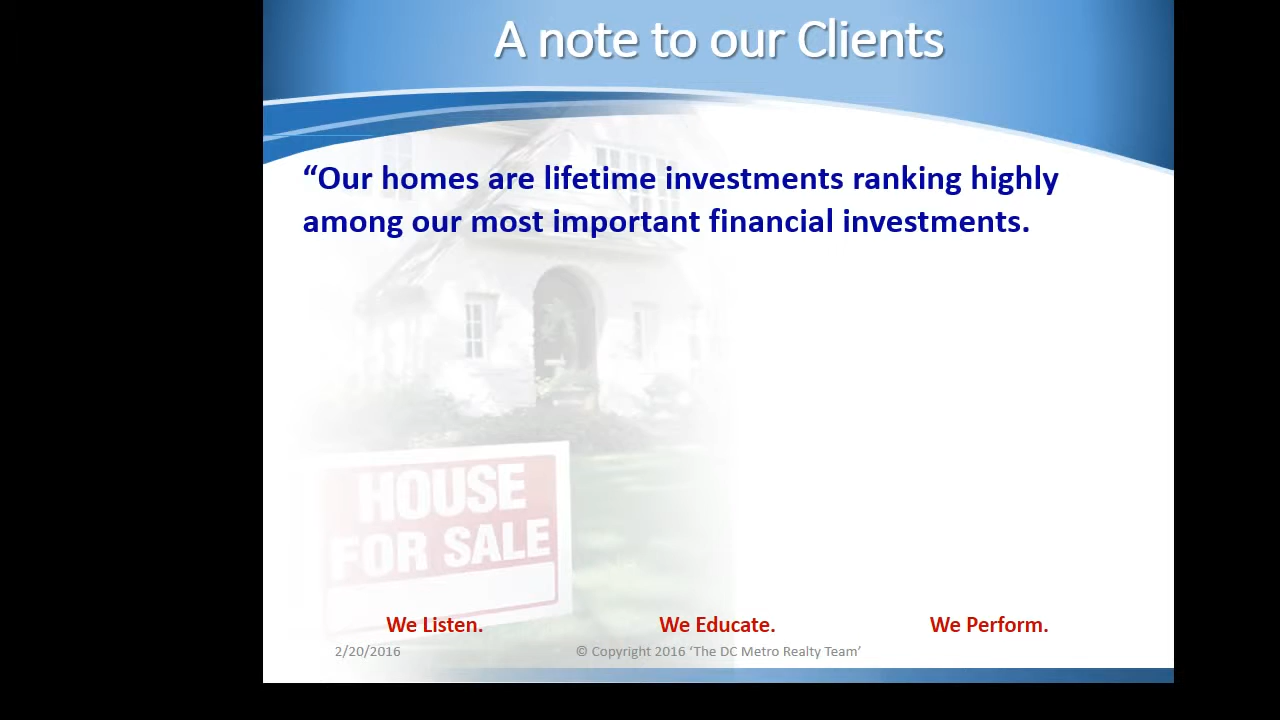 A note to our Clients
“Our homes are lifetime investments ranking highly
among our most important financial investments.
HOUSE
FOR SALE
We Listen. We Educate. We Perform.
2/20/2016 © Copyright 2016 ‘The DC Metro Realty Team’